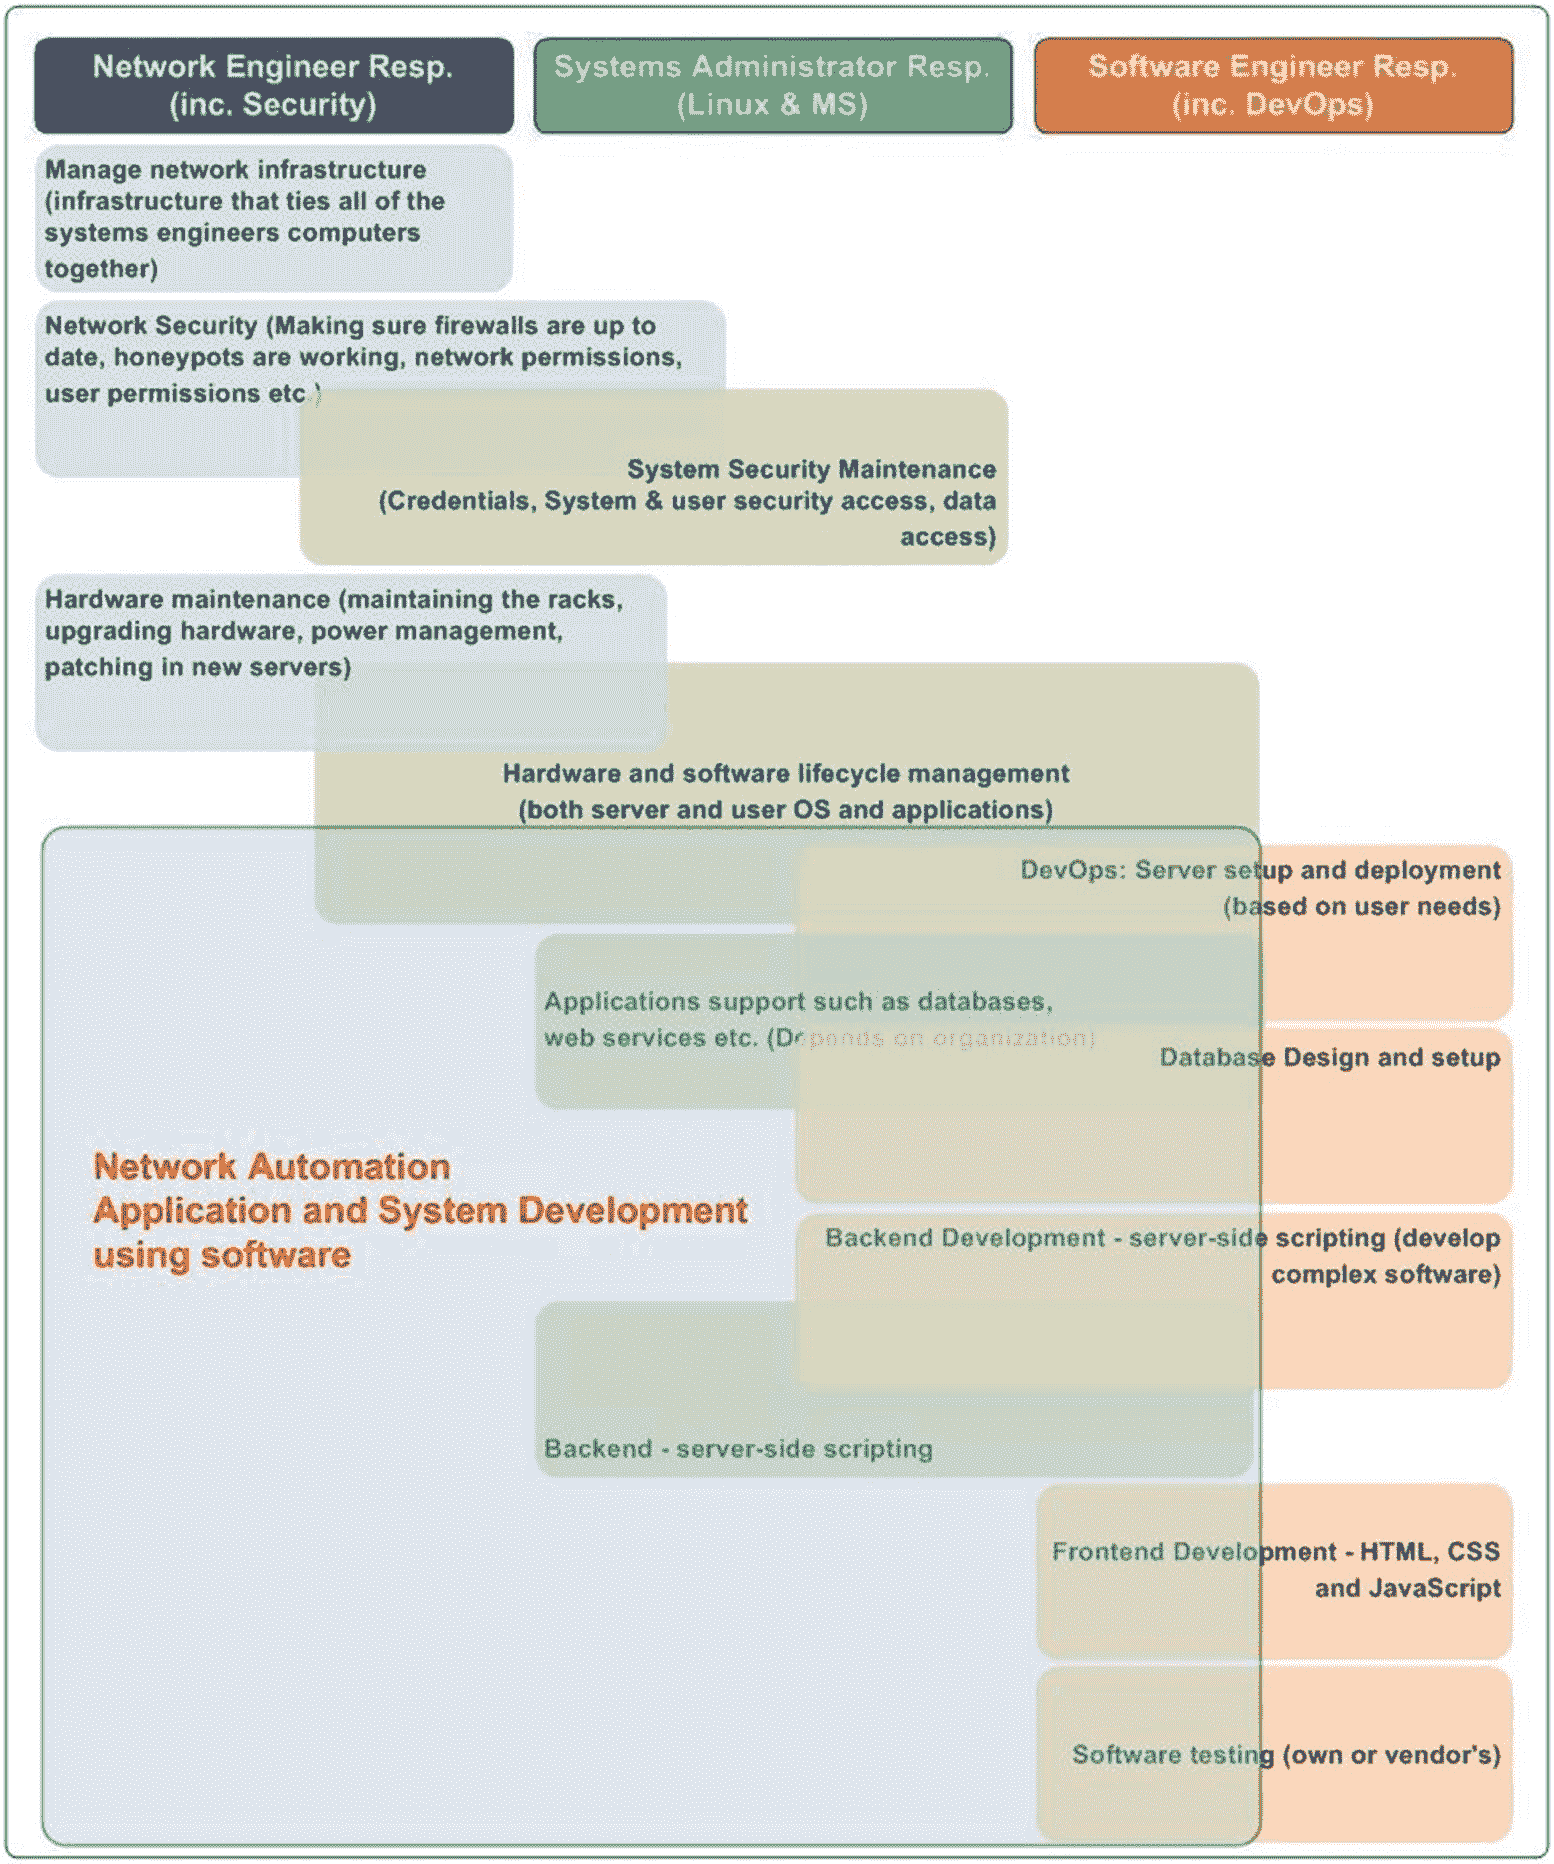 Network Engineer Resp.
(inc. Security)
Systems Administrator Resp.
(Linux & MS)
Software Engineer Resp.
(inc. DevOps)
Manage network infrastructure
(infrastructure that ties all of the
systems engineers computers
together)
Network Security (Making sure firewalls are up to
date, honeypots are working, network permissions,
user permissions etc.)
System Security Maintenance
(Credentials, System & user security access, data
access)
Hardware maintenance (maintaining the racks,
upgrading hardware, power management,
patching in new servers)
Hardware and software lifecycle management
(both server and user OS and applications)
DevOps: Server setup and deployment
(based on user needs)
Applications support such as databases,
web services etc. (Depends on organization)
Database Design and setup
Network Automation
Application and System Development
using software
Backend Development - server-side scripting (develop
complex software)
Backend - server-side scripting
Frontend Development - HTML, CSS
and JavaScript
Software testing (own or vendor's)